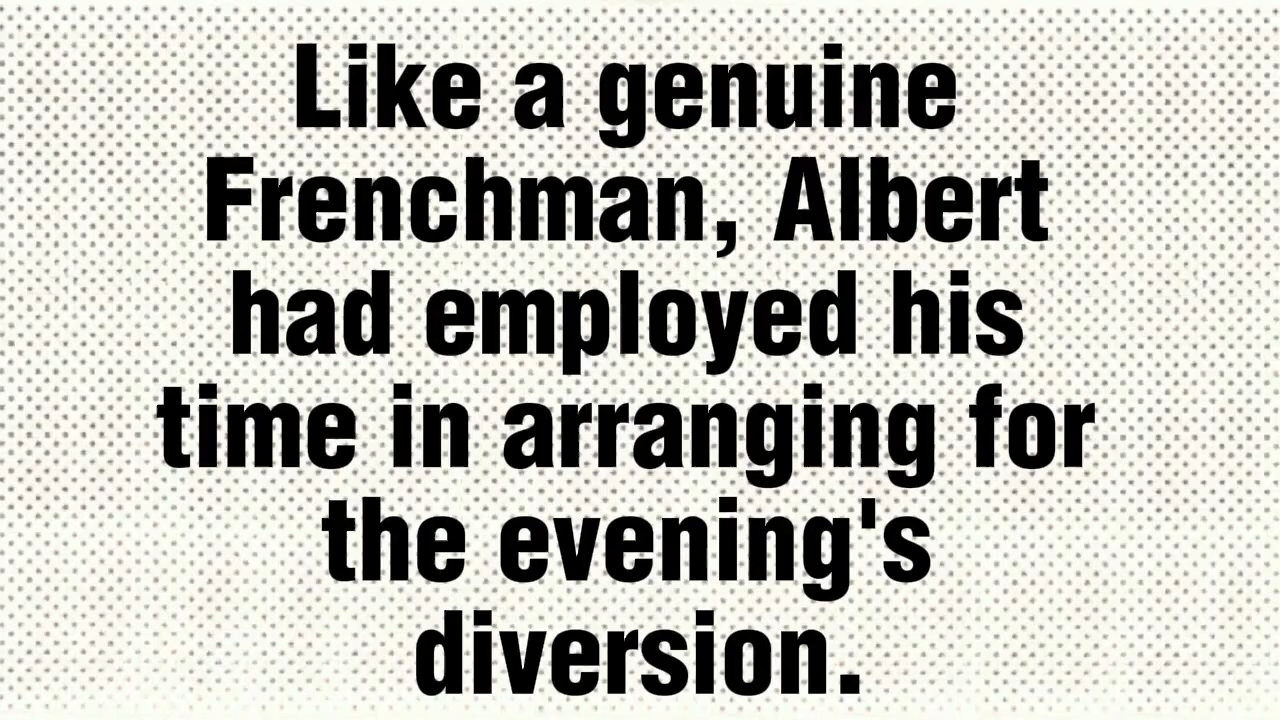 Like a genuine
Frenchman, Albert
had employed his
time in arranging for
the evening's
diversion.